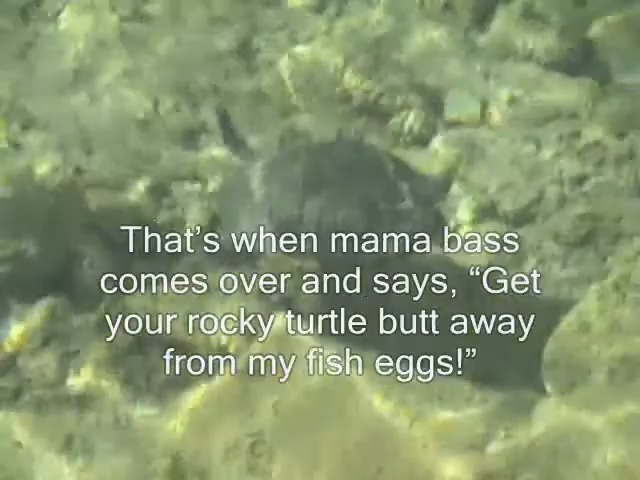 That’s when mama bass
comes over and says, “Get
your rocky turtle butt away
from my fish eggs!”